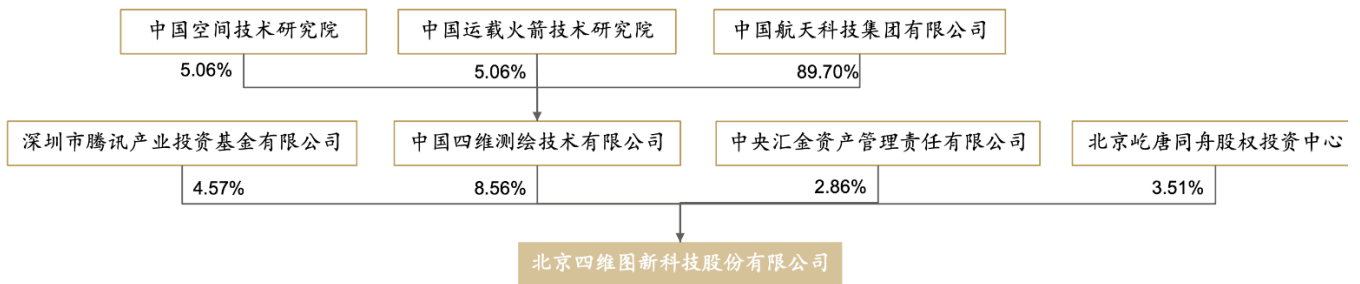 中国空间技术研究院
中国运载火箭技术研究院
中国航天科技集团有限公司
5.06%
5.06%
89.70%
深圳市腾讯产业投资基金有限公司
中国四维测绘技术有限公司
中央汇金资产管理责任有限公司
北京屹唐同舟股权投资中心
4.57%
8.56%
2.86%
3.51%
北京四维图新科技股份有限公司